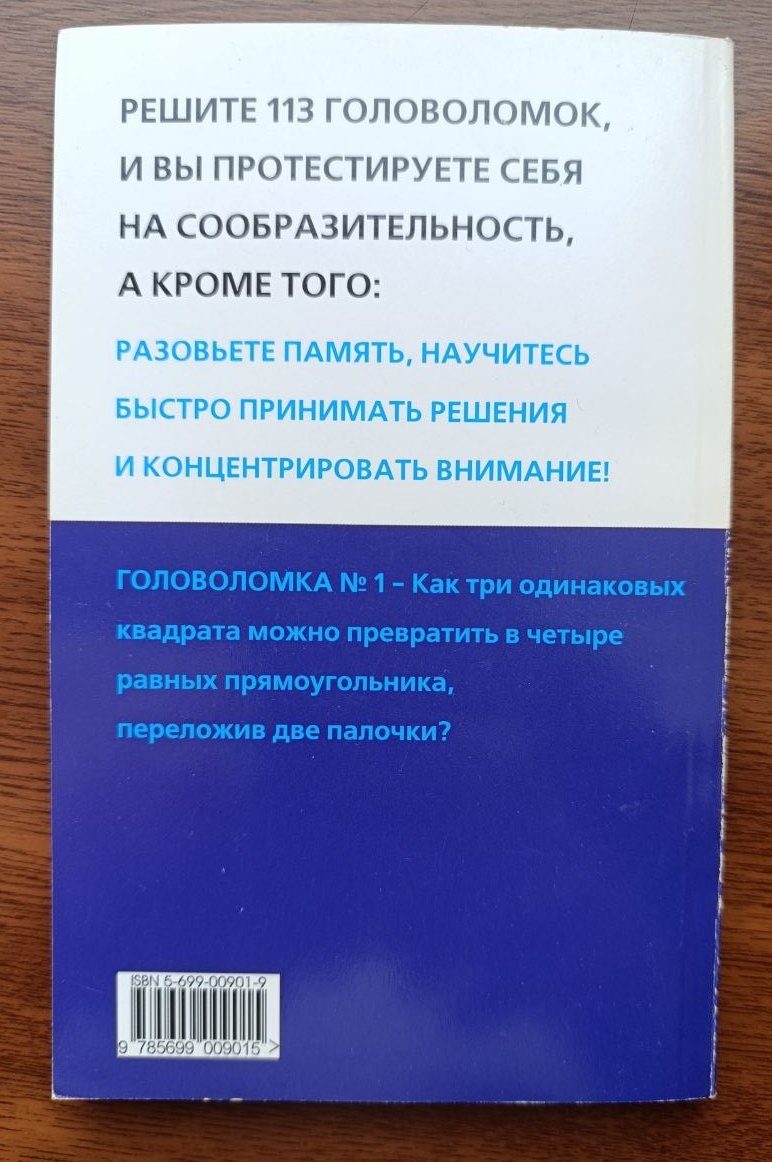 РЕШИТЕ 113 ГОЛОВОЛОМОК,
И ВЫ ПРОТЕСТИРУЕТЕ СЕБЯ
НА СООБРАЗИТЕЛЬНОСТЬ,
А КРОМЕ ТОГО:
РАЗОВЬЕТЕ ПАМЯТЬ, НАУЧИТЕСЬ
БЫСТРО ПРИНИМАТЬ РЕШЕНИЯ
И КОНЦЕНТРИРОВАТЬ ВНИМАНИЕ!
ГОЛОВОЛОМКА № 1 – Как три одинаковых
квадрата можно превратить в четыре
равных прямоугольника,
переложив две палочки?
ISBN 5-699-00901-9
9 785699 009015 >